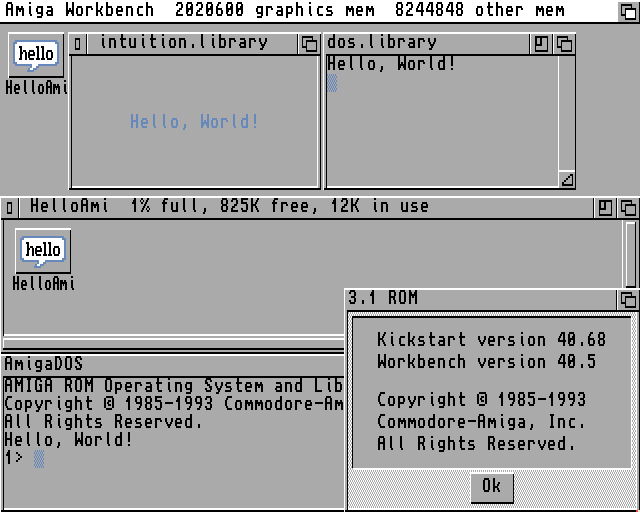 Amiga Workbench 2020600 graphics mem 8244848 other mem
hello
HelloAmi
intuition.library
Hello, World!
dos.library
Hello, World!
HelloAmi 1% full, 825K free, 12K in use
hello
HelloAmi
AmigaDOS
AMIGA ROM Operating System and Lib
Copyright © 1985-1993 Commodore-Am
All Rights Reserved.
Hello, World!
1>
3.1 ROM
Kickstart version 40.68
Workbench version 40.5
Copyright © 1985-1993
Commodore-Amiga, Inc.
All Rights Reserved.
Ok